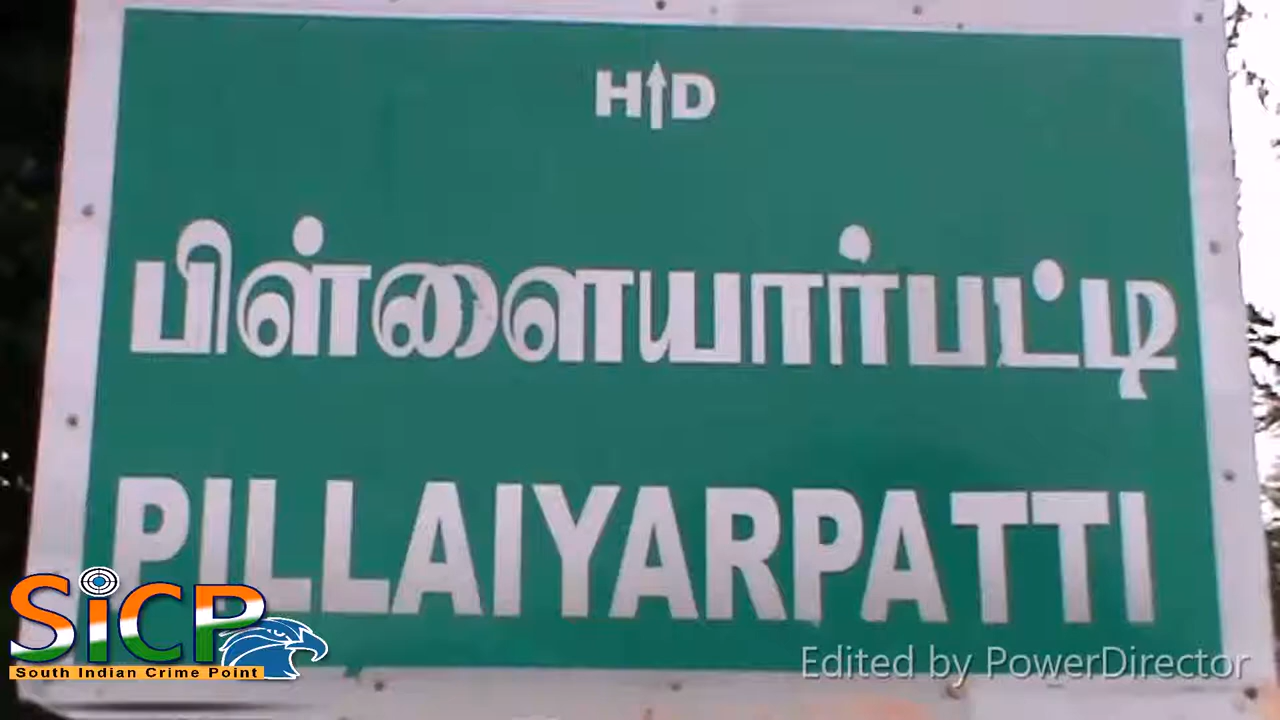 H↑D
பிள்ளையார்பட்டி
PILLAIYARPATTI
SiCP
South Indian Crime Point
Edited by PowerDirector